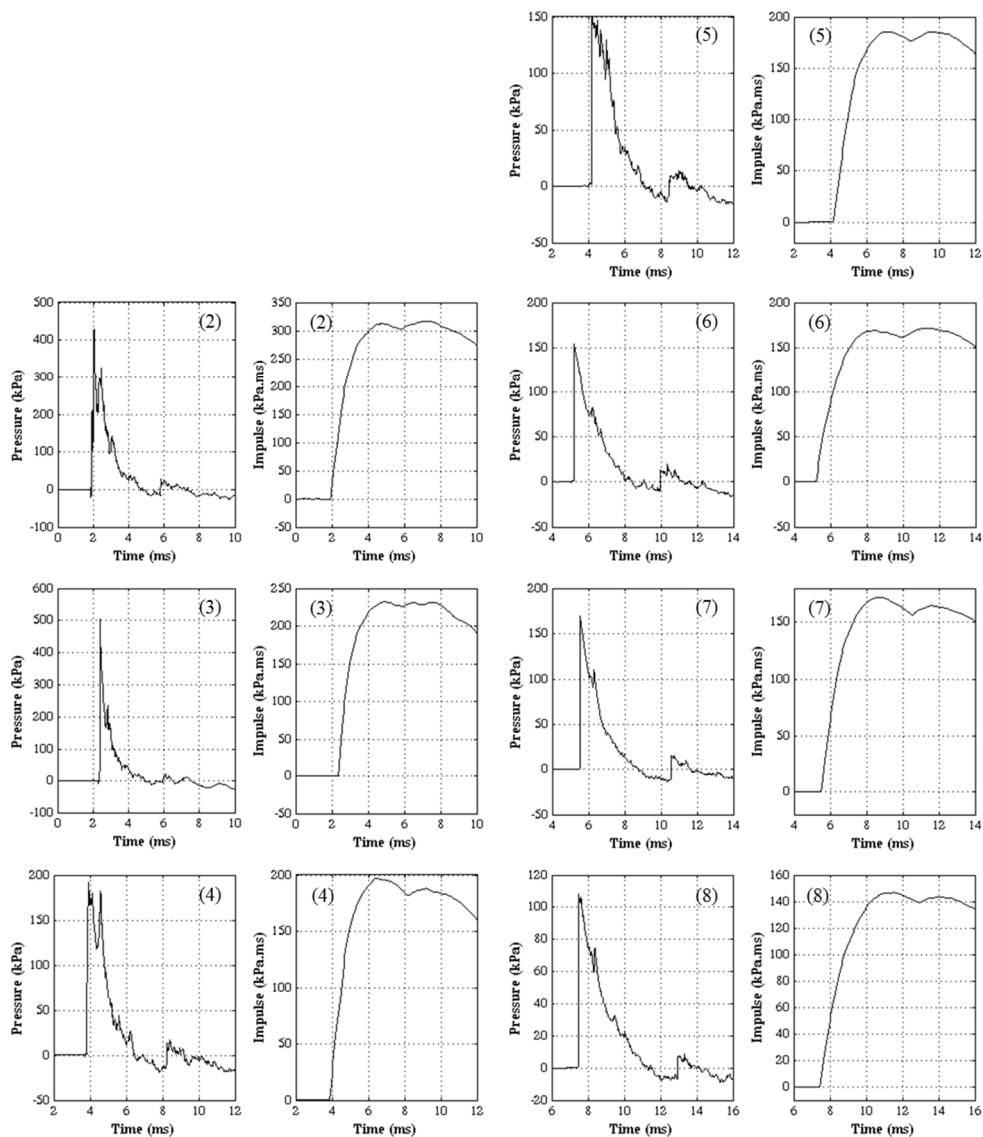 (5)
Pressure (kPa)
150
100
50
0
-50
2 4 6 8 10 12
Time (ms)
(5)
Impulse (kPa.ms)
200
150
100
50
0
2 4 6 8 10 12
Time (ms)
(2)
Pressure (kPa)
500
400
300
200
100
0
-100
0 2 4 6 8 10
Time (ms)
(2)
Impulse (kPa.ms)
350
300
250
200
150
100
50
0
-50
0 2 4 6 8 10
Time (ms)
(6)
Pressure (kPa)
200
150
100
50
0
-50
4 6 8 10 12 14
Time (ms)
(6)
Impulse (kPa.ms)
200
150
100
50
0
-50
4 6 8 10 12 14
Time (ms)
(3)
Pressure (kPa)
600
500
400
300
200
100
0
-100
0 2 4 6 8 10
Time (ms)
(3)
Impulse (kPa.ms)
250
200
150
100
50
0
-50
0 2 4 6 8 10
Time (ms)
(7)
Pressure (kPa)
200
150
100
50
0
-50
4 6 8 10 12 14
Time (ms)
(7)
Impulse (kPa.ms)
150
100
50
0
4 6 8 10 12 14
Time (ms)
(4)
Pressure (kPa)
200
150
100
50
0
-50
2 4 6 8 10 12
Time (ms)
(4)
Impulse (kPa.ms)
200
150
100
50
0
2 4 6 8 10 12
Time (ms)
(8)
Pressure (kPa)
120
100
80
60
40
20
0
-20
6 8 10 12 14 16
Time (ms)
(8)
Impulse (kPa.ms)
160
140
120
100
80
60
40
20
0
6 8 10 12 14 16
Time (ms)